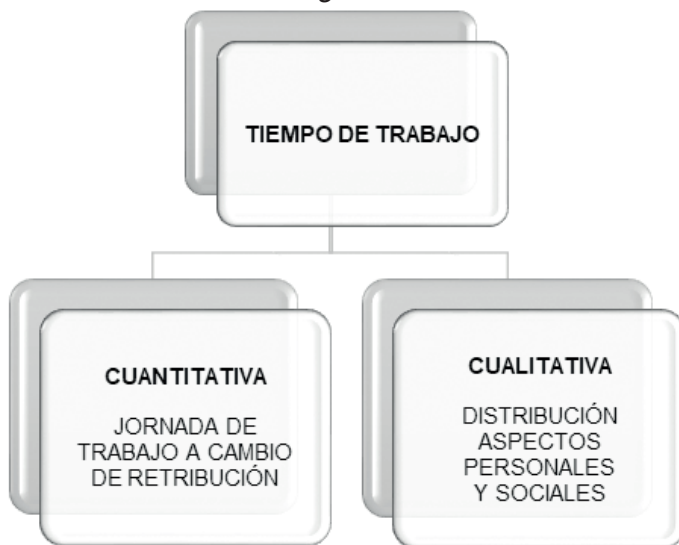 TIEMPO DE TRABAJO
CUANTITATIVA
JORNADA DE
TRABAJO A CAMBIO
DE RETRIBUCIÓN
CUALITATIVA
DISTRIBUCIÓN
ASPECTOS
PERSONALES
Y SOCIALES